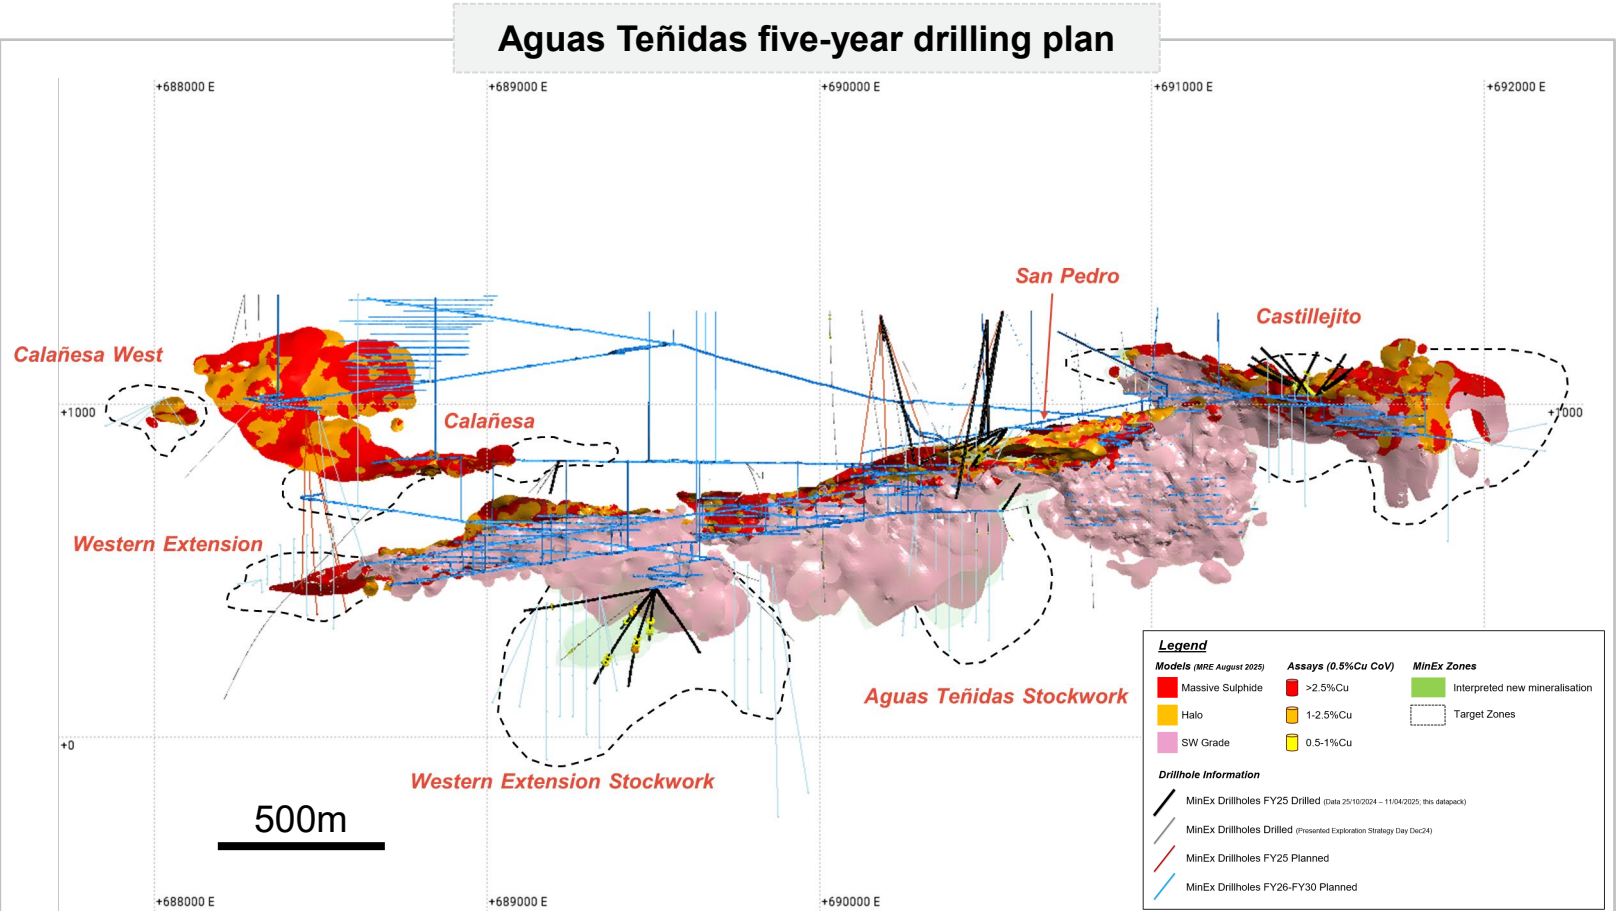 Aguas Teñidas five-year drilling plan
+688000 E
+689000 E
+690000 E
+691000 E
+692000 E
San Pedro
Castillejito
Calañesa West
+1000
+1000
Calañesa
Western Extension
Aguas Teñidas Stockwork
+0
Western Extension Stockwork
500m
+688000 E
+689000 E
+690000 E
Legend
Models (MRE August 2025)
Massive Sulphide
Halo
SW Grade
Assays (0.5%Cu CoV)
>2.5%Cu
1-2.5%Cu
0.5-1%Cu
MinEx Zones
Interpreted new mineralisation
Target Zones
Drillhole Information
MinEx Drillholes FY25 Drilled (Data 25/10/2024 – 11/04/2025; this datapack)
MinEx Drillholes Drilled (Presented Exploration Strategy Day Dec24)
MinEx Drillholes FY25 Planned
MinEx Drillholes FY26-FY30 Planned